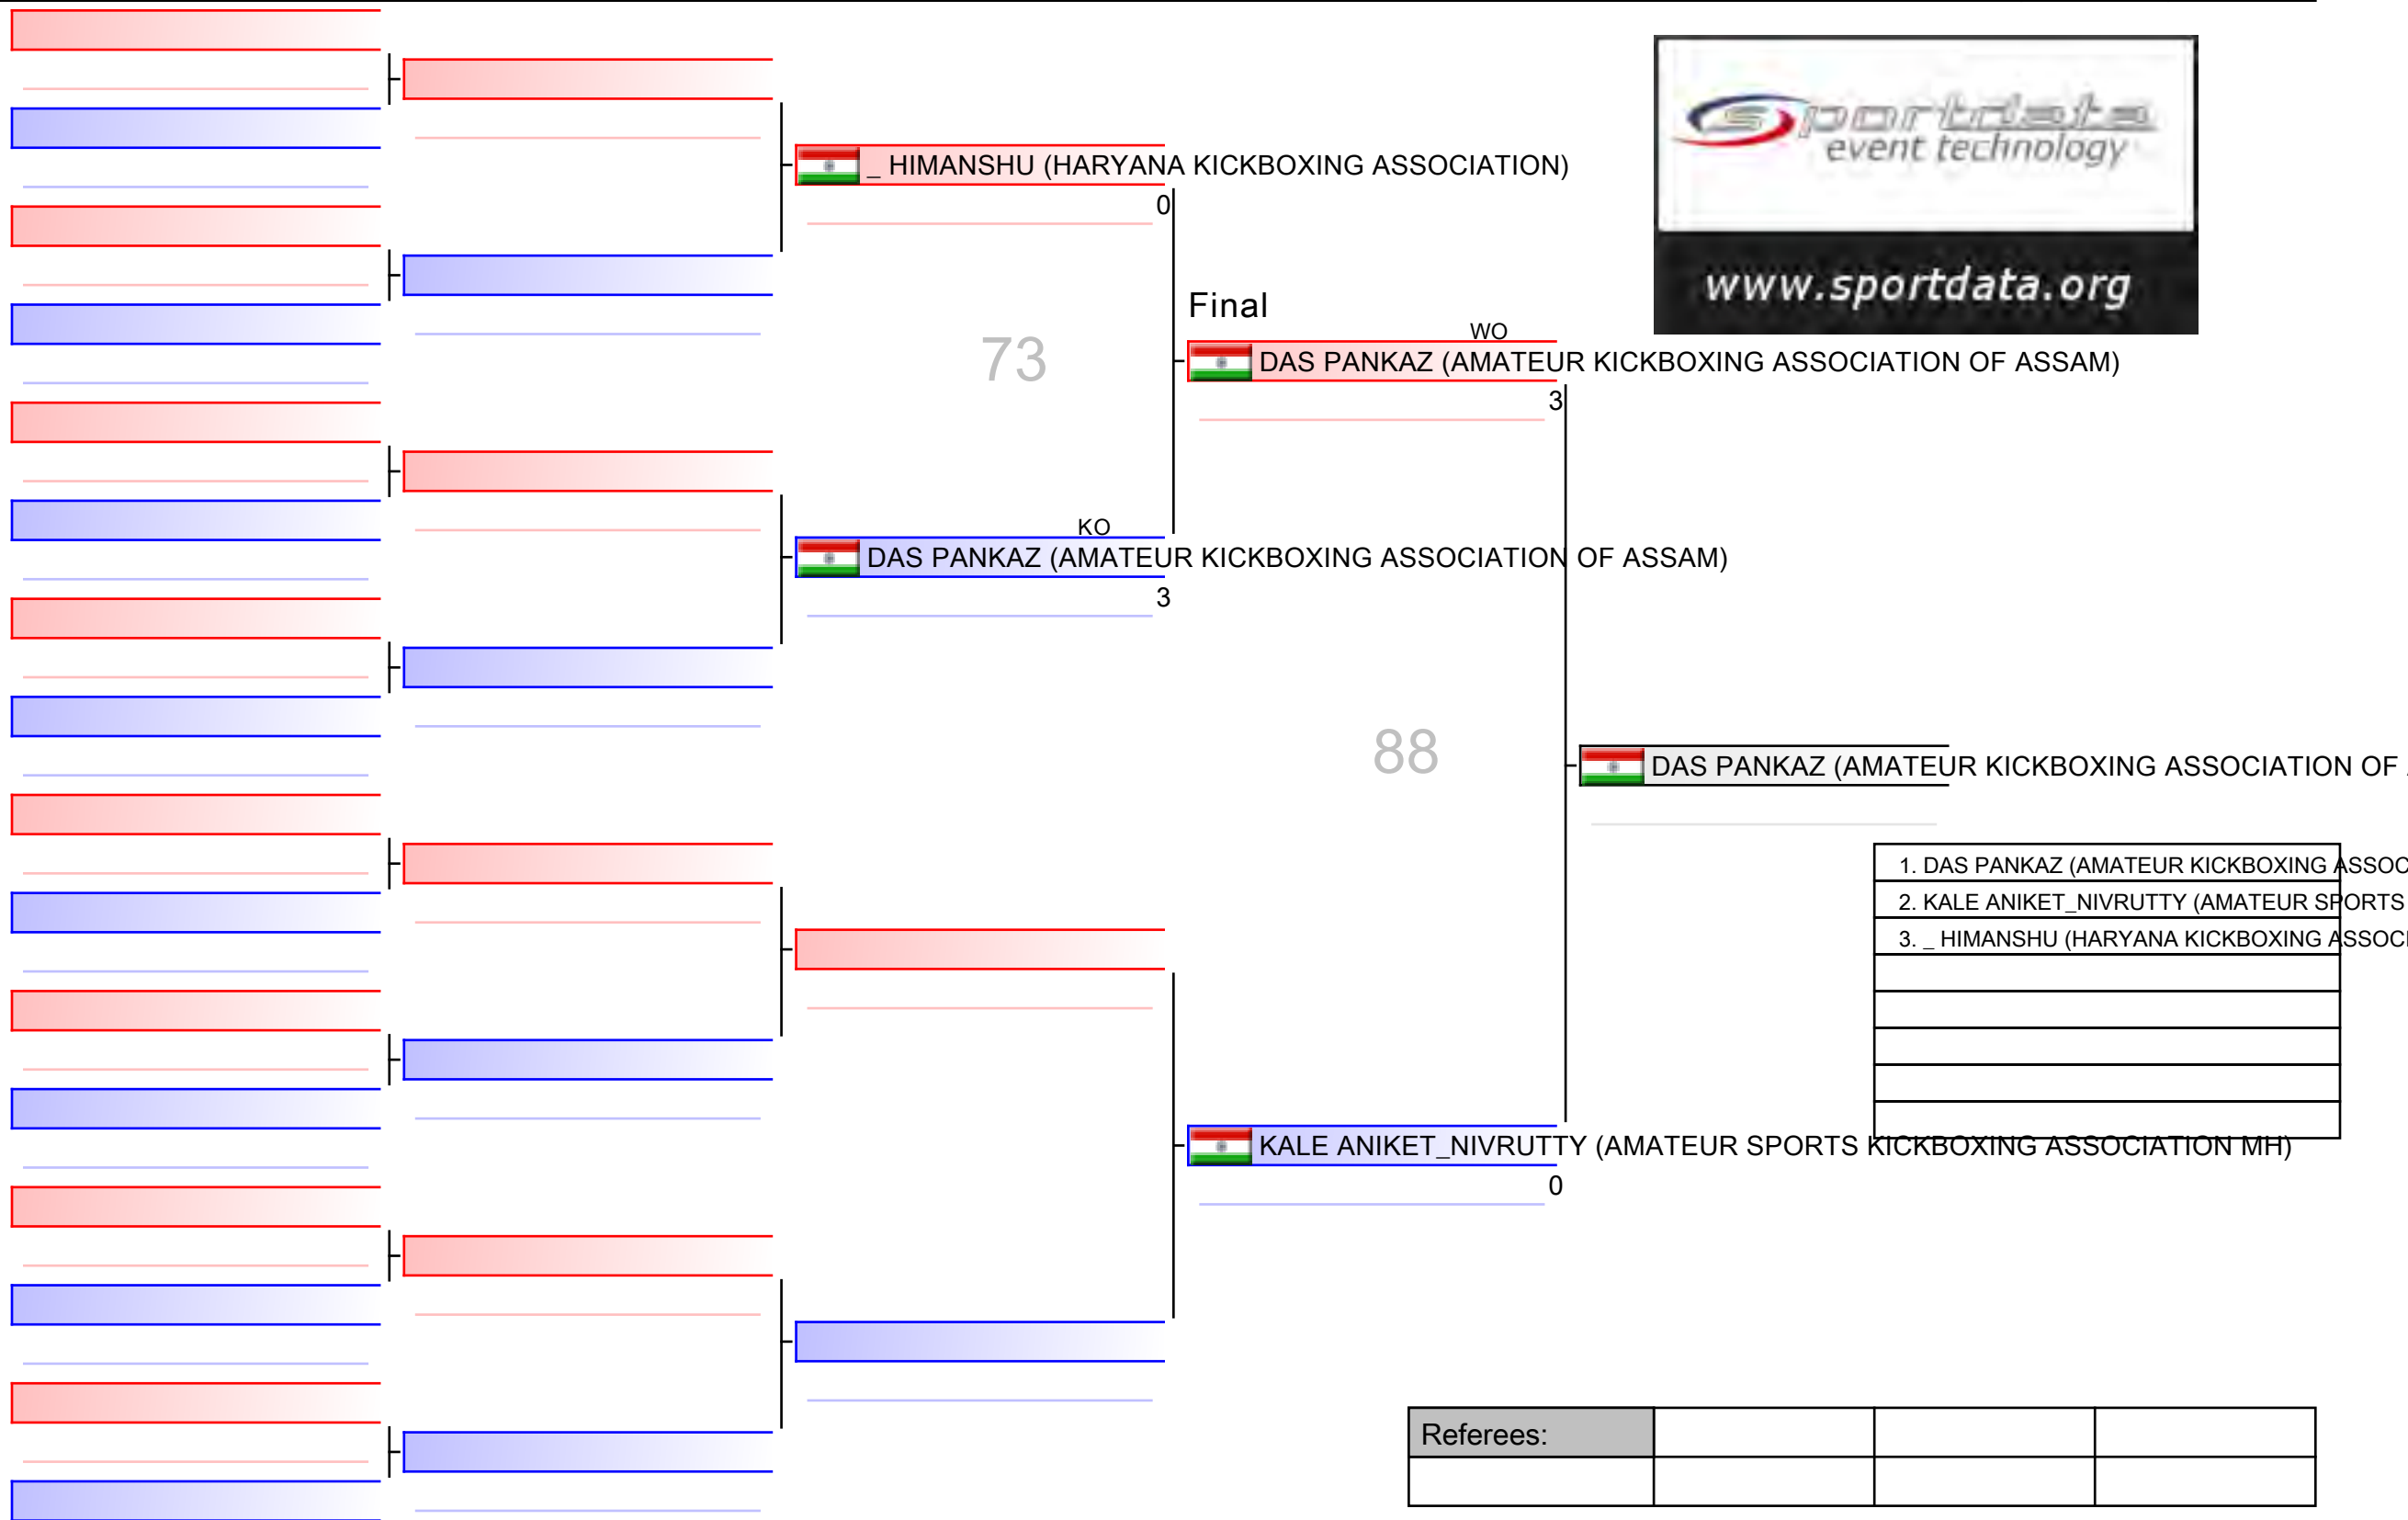 sportdata
event technology
www.sportdata.org
_ HIMANSHU (HARYANA KICKBOXING ASSOCIATION)
0
Final
WO
73
DAS PANKAZ (AMATEUR KICKBOXING ASSOCIATION OF ASSAM)
3
KO
DAS PANKAZ (AMATEUR KICKBOXING ASSOCIATION OF ASSAM)
3
88
DAS PANKAZ (AMATEUR KICKBOXING ASSOCIATION OF
1. DAS PANKAZ (AMATEUR KICKBOXING ASSOC
2. KALE ANIKET_NIVRUTTY (AMATEUR SPORTS
3. _ HIMANSHU (HARYANA KICKBOXING ASSOCI
KALE ANIKET_NIVRUTTY (AMATEUR SPORTS KICKBOXING ASSOCIATION MH)
0
Referees: